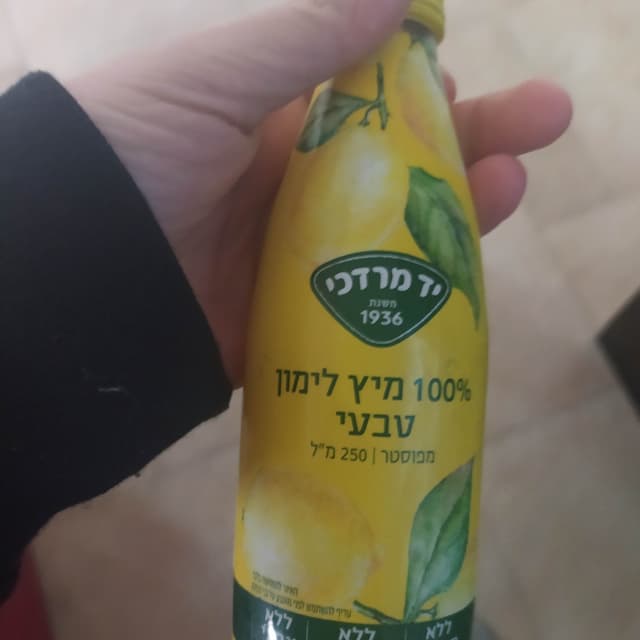 יד מרדכי
משנת
1936
100% מיץ לימון
טבעי
מפוסטר | 250 מ"ל
ללא
ללא
ללא